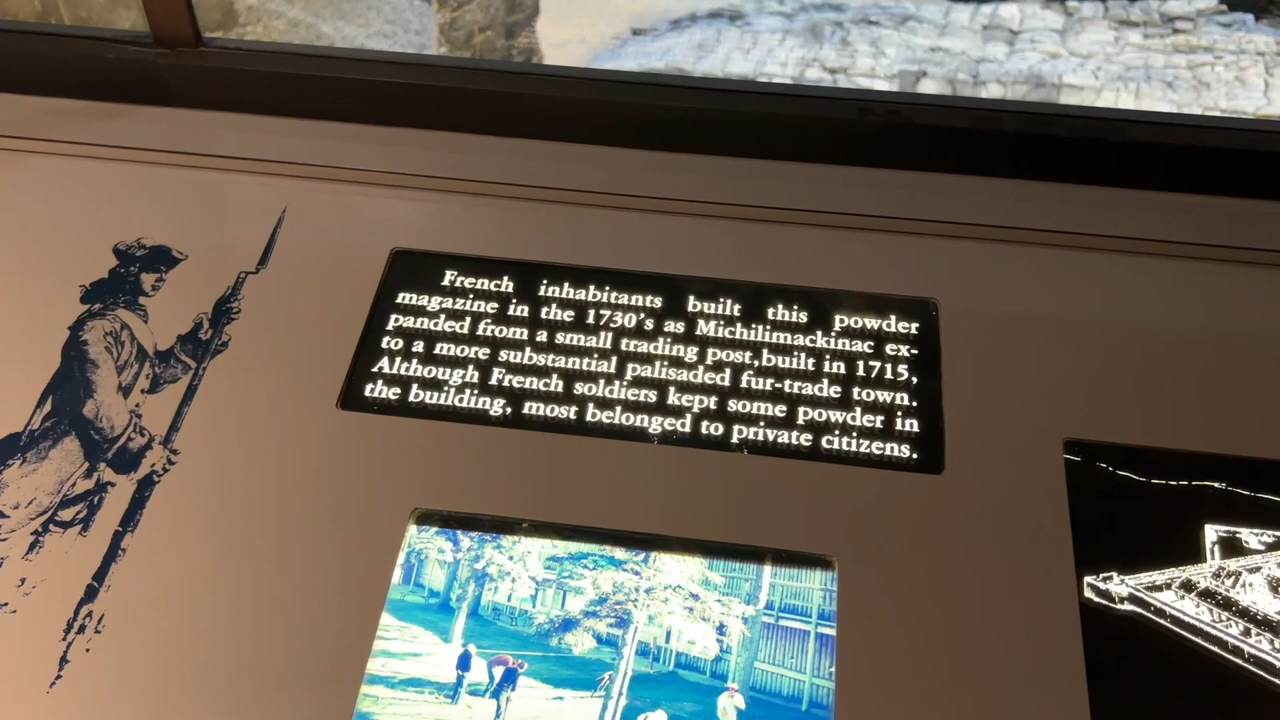 French inhabitants built this powder
magazine in the 1730's as Michilimackinac ex-
panded from a small trading post,built in 1715,
to a more substantial palisaded fur-trade town.
Although French soldiers kept some powder in
the building, most belonged to private citizens.